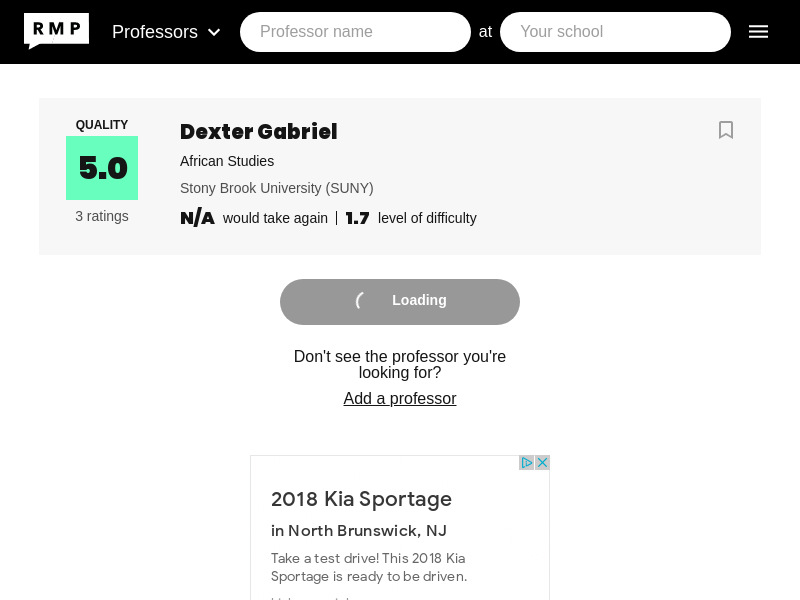 RMP Professors Professor name at Your school
QUALITY
5.0
3 ratings
Dexter Gabriel
African Studies
Stony Brook University (SUNY)
N/A would take again | 1.7 level of difficulty
Loading
Don't see the professor you're
looking for?
Add a professor
2018 Kia Sportage
in North Brunswick, NJ
Take a test drive! This 2018 Kia
Sportage is ready to be driven.